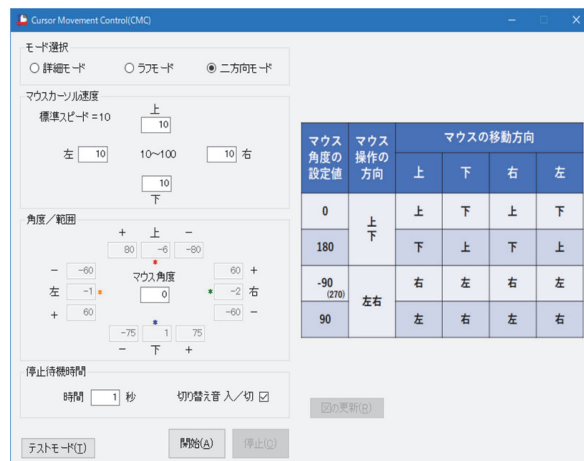 Cursor Movement Control(CMC)
モード選択
詳細モード ラフモード 二方向モード
マウスカーソル速度
標準スピード=10
上
10
左 10 10~100 10 右
10
下
角度/範囲
+ 上 -
80 -6 -80
- -60 マウス角度 60 +
左 -1 0 -2 右
+ 60 -60 -
-75 1 75
- 下 +
停止待機時間
時間 1 秒 切り替え音 入/切
テストモード(T) 開始(A) 停止(O)
マウス角度の設定値 マウス操作の方向 マウスの移動方向
上 下 右 左
0 上下 上 下 上 下
180 下 上 下 上
-90 (270) 左右 右 左 右 左
90 左 右 左 右
図の更新(R)